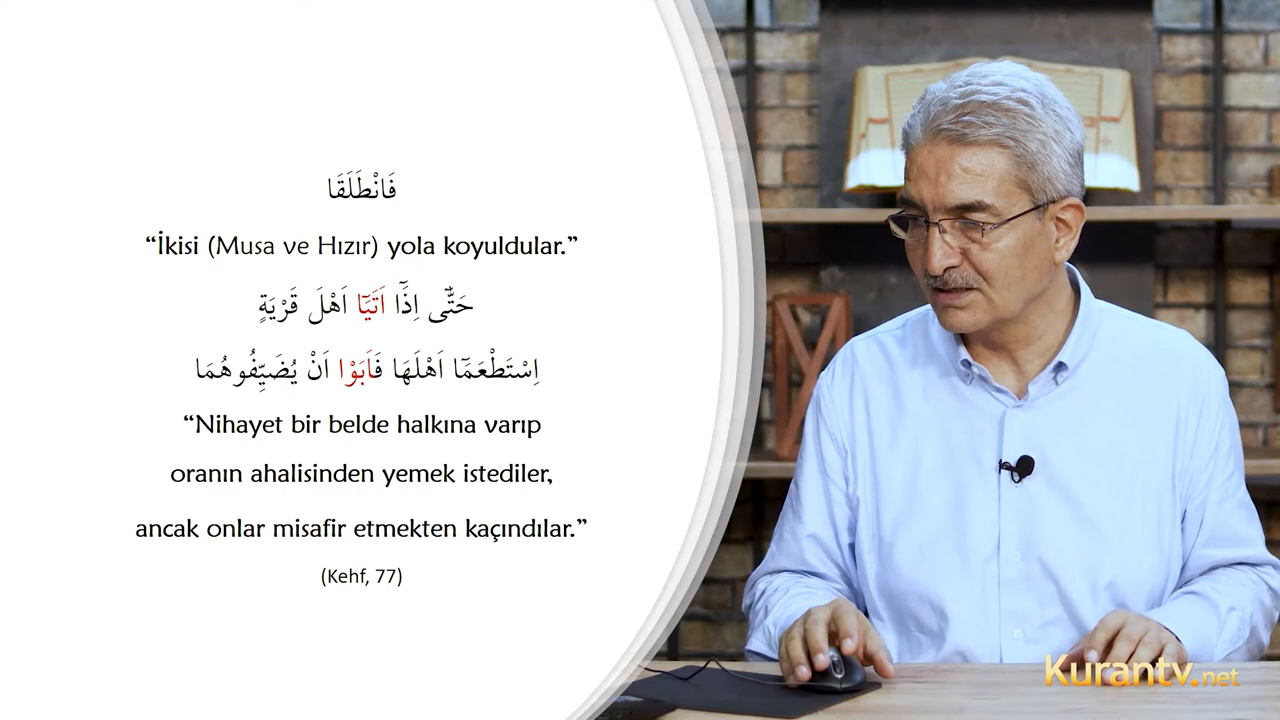 فَانْطَلَقَا
“İkisi (Musa ve Hızır) yola koyuldular.”
حَتّٰٓى اِذَٓا اَتَيَٓا اَهْلَ قَرْيَةٍ
اِسْتَطْعَمَٓا اَهْلَهَا فَاَبَوْا اَنْ يُضَيِّفُوهُمَا
“Nihayet bir belde halkına varıp
oranın ahalisinden yemek istediler,
ancak onlar misafir etmekten kaçındılar.”
(Kehf, 77)
Kurantv.net